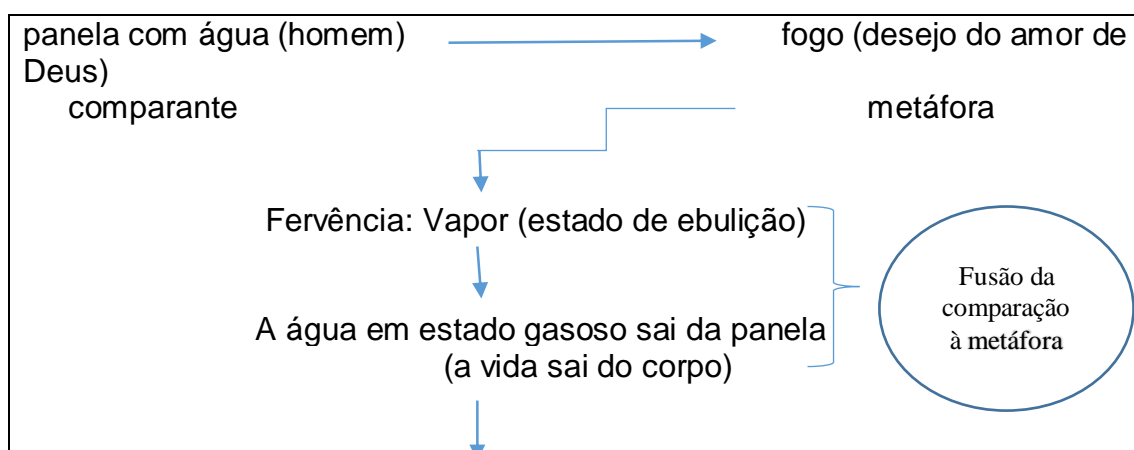 panela com água (homem) fogo (desejo do amor de
Deus)
comparante metáfora
Fervência: Vapor (estado de ebulição)
A água em estado gasoso sai da panela
(a vida sai do corpo)
Fusão da
comparação
à metáfora